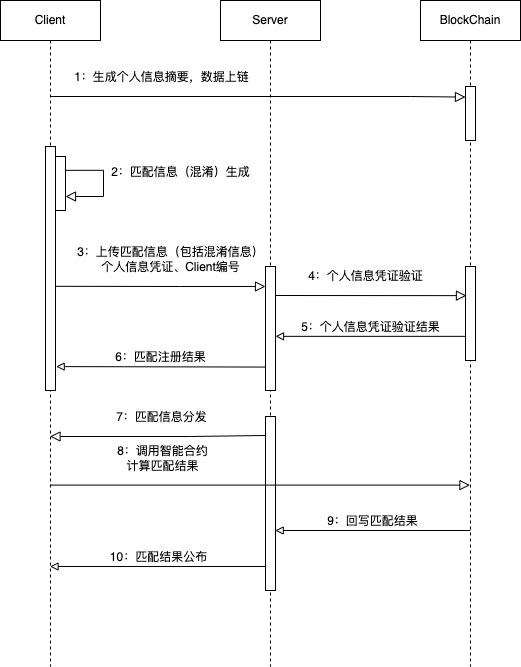 Client
Server
BlockChain
1：生成个人信息摘要，数据上链
2：匹配信息（混淆）生成
3：上传匹配信息（包括混淆信息）
个人信息凭证、Client编号
4：个人信息凭证验证
5：个人信息凭证验证结果
6：匹配注册结果
7：匹配信息分发
8：调用智能合约
计算匹配结果
9：回写匹配结果
10：匹配结果公布